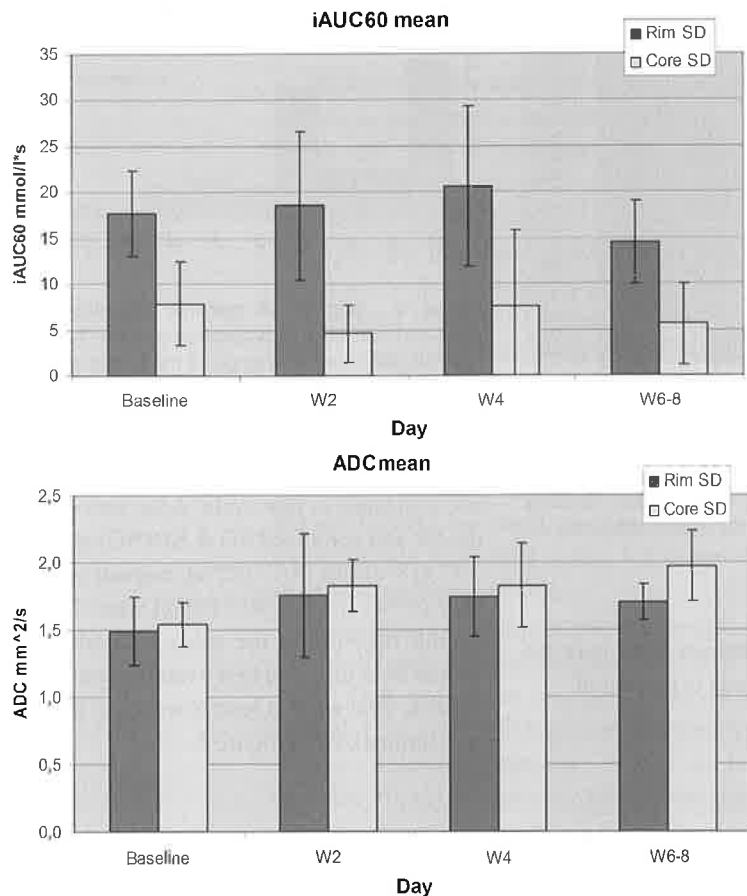 iAUC60 mean
Rim SD
Core SD
iAUC60 mmol/l*s
35
30
25
20
15
10
5
0
Baseline W2 W4 W6-8
Day
ADC mean
Rim SD
Core SD
ADC mm^2/s
2,5
2,0
1,5
1,0
0,5
0,0
Baseline W2 W4 W6-8
Day